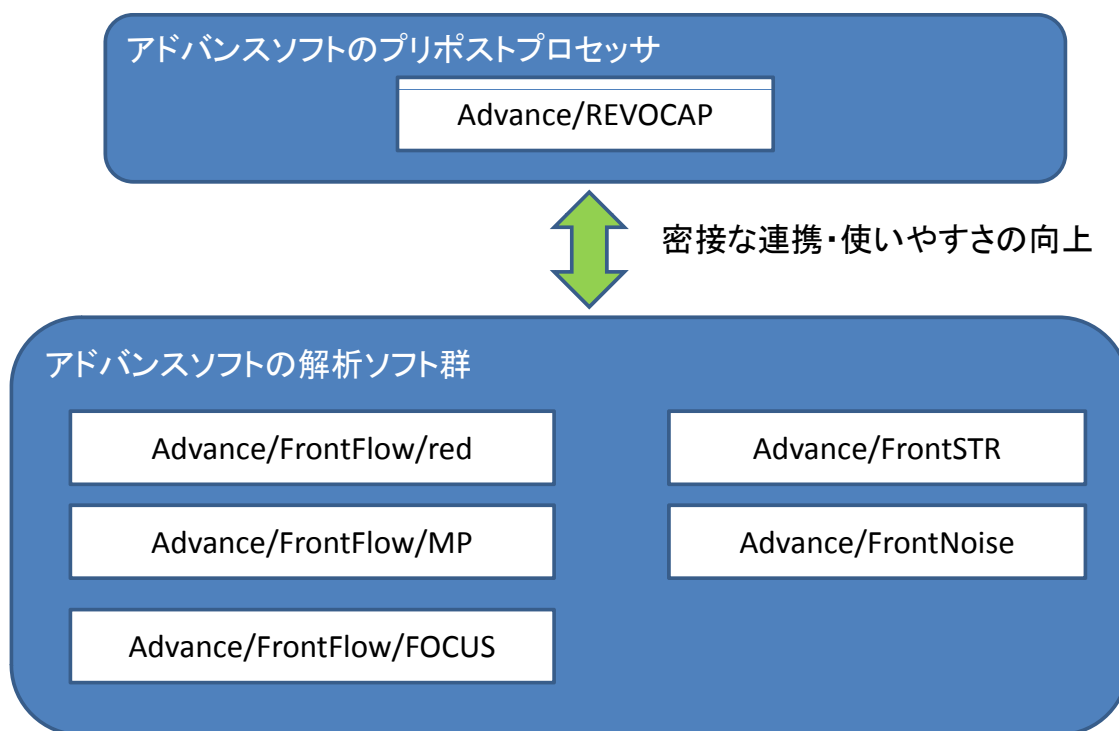 アドバンスソフトのプリポストプロセッサ
Advance/REVOCAP
密接な連携・使いやすさの向上
アドバンスソフトの解析ソフト群
Advance/FrontFlow/red
Advance/FrontSTR
Advance/FrontFlow/MP
Advance/FrontNoise
Advance/FrontFlow/FOCUS